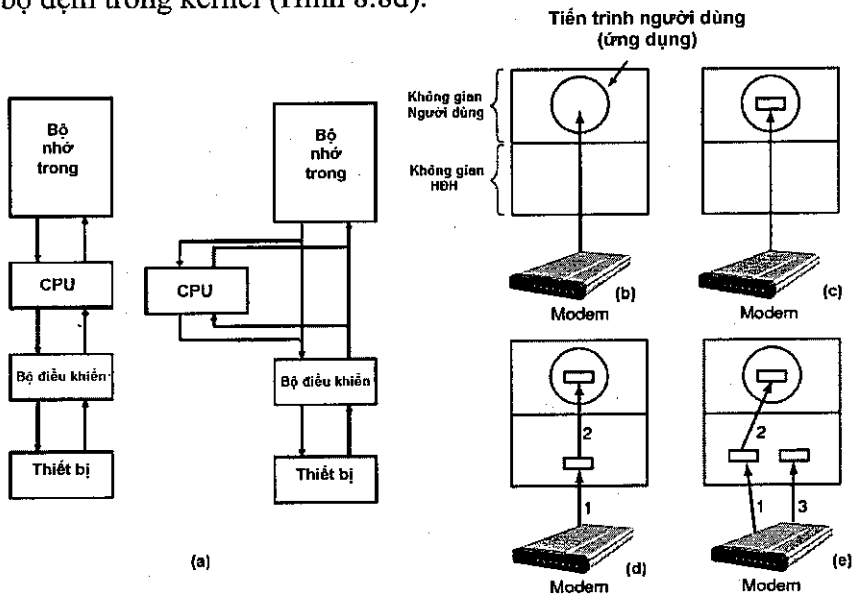 bộ đệm trong kernel (Hình 8.8d).
Bộ
nhớ
trong
CPU
Bộ điều khiển
Thiết bị
Bộ
nhớ
trong
CPU
Bộ điều khiển
Thiết bị
(a)
Tiến trình người dùng
(ứng dụng)
Không gian
Người dùng
Không gian
HĐH
Modem
(b)
Modem
(c)
2
1
Modem
(d)
2
1
3
Modem
(e)